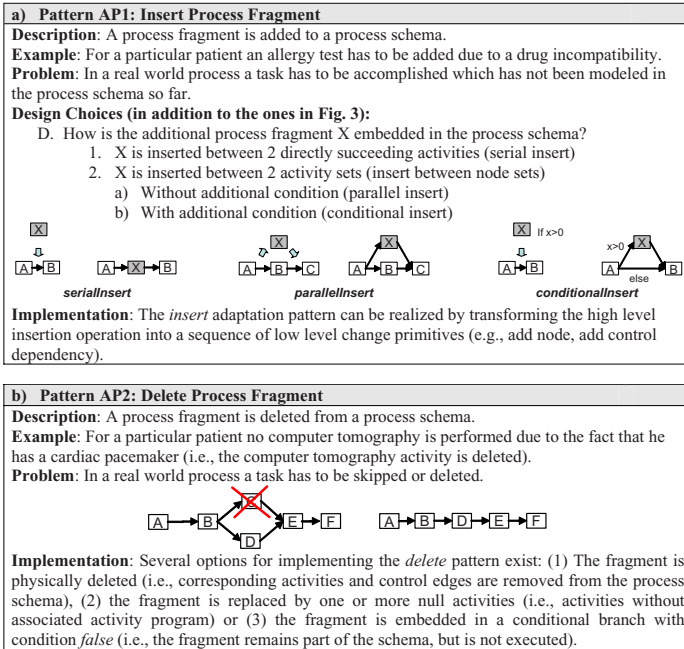 a) Pattern AP1: Insert Process Fragment
Description: A process fragment is added to a process schema.
Example: For a particular patient an allergy test has to be added due to a drug incompatibility.
Problem: In a real world process a task has to be accomplished which has not been modeled in
the process schema so far.
Design Choices (in addition to the ones in Fig. 3):
D. How is the additional process fragment X embedded in the process schema?
1. X is inserted between 2 directly succeeding activities (serial insert)
2. X is inserted between 2 activity sets (insert between node sets)
a) Without additional condition (parallel insert)
b) With additional condition (conditional insert)
X X X X If x>0 x>0 X
A B A X B A B C A B C A B A else B
serialInsert parallelInsert conditionalInsert
Implementation: The insert adaptation pattern can be realized by transforming the high level
insertion operation into a sequence of low level change primitives (e.g., add node, add control
dependency).
b) Pattern AP2: Delete Process Fragment
Description: A process fragment is deleted from a process schema.
Example: For a particular patient no computer tomography is performed due to the fact that he
has a cardiac pacemaker (i.e., the computer tomography activity is deleted).
Problem: In a real world process a task has to be skipped or deleted.
C
A B E F A B D E F
D
Implementation: Several options for implementing the delete pattern exist: (1) The fragment is
physically deleted (i.e., corresponding activities and control edges are removed from the process
schema), (2) the fragment is replaced by one or more null activities (i.e., activities without
associated activity program) or (3) the fragment is embedded in a conditional branch with
condition false (i.e., the fragment remains part of the schema, but is not executed).